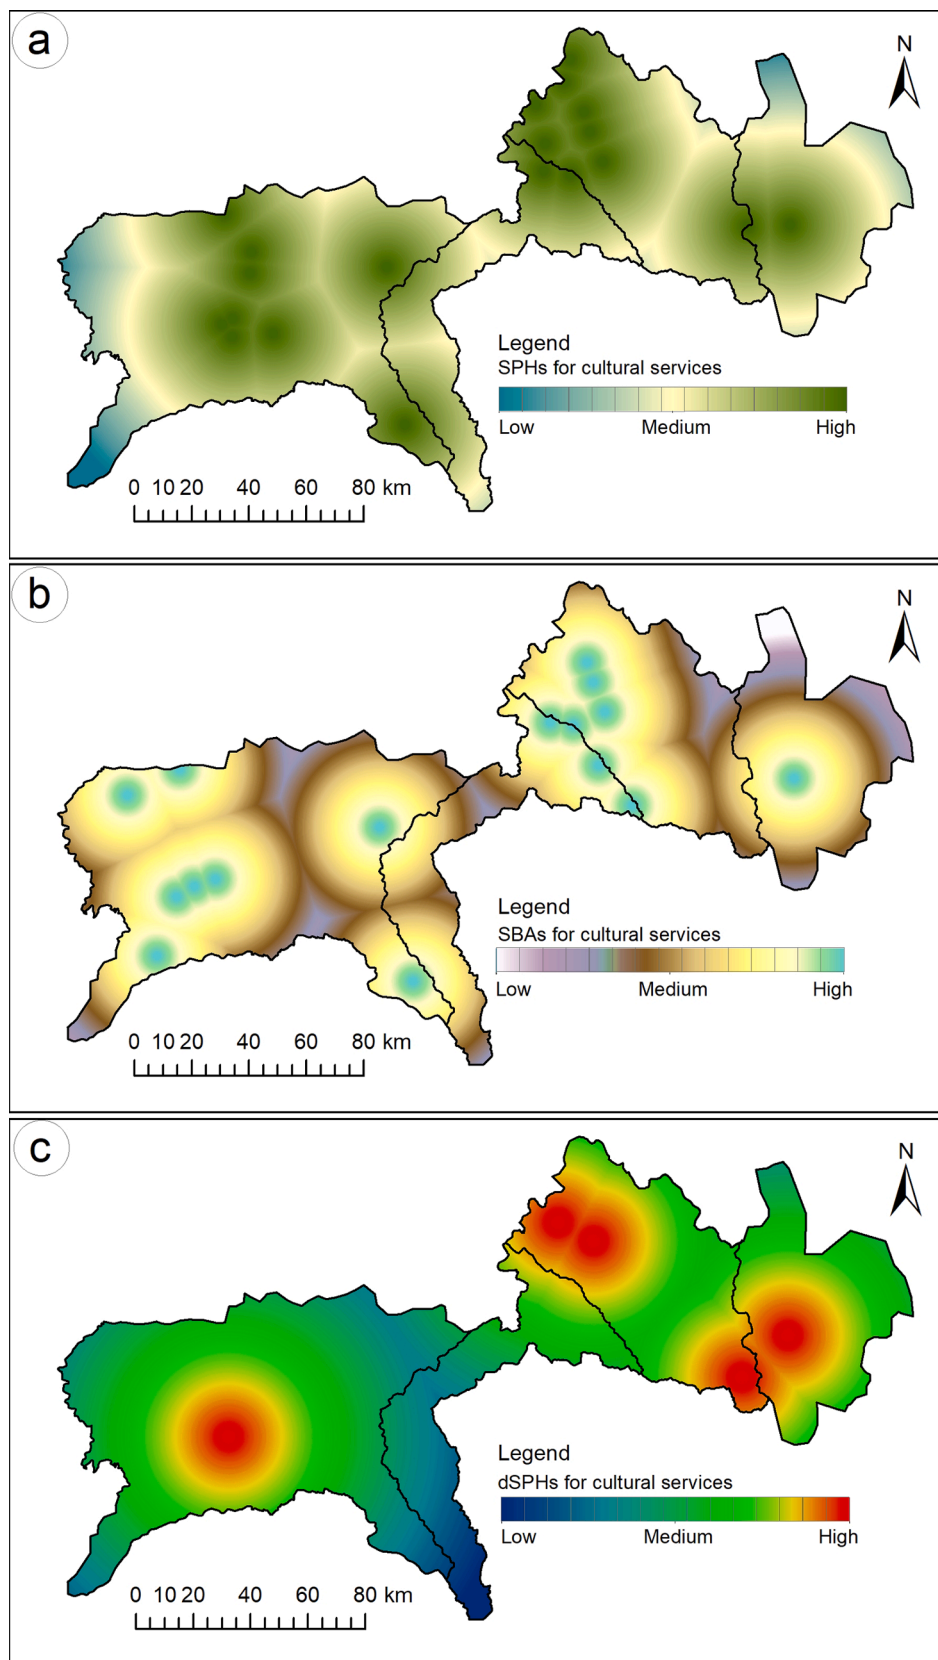 a
N
Legend
SPHs for cultural services
Low Medium High
0 10 20 40 60 80 km
b
N
Legend
SBAs for cultural services
Low Medium High
0 10 20 40 60 80 km
c
N
Legend
dSPHs for cultural services
Low Medium High
0 10 20 40 60 80 km